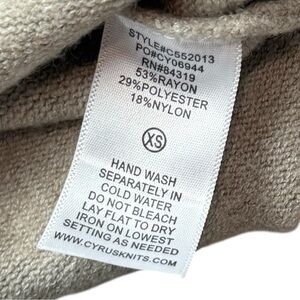 STYLE#C552013
PO#CY06944
RN#84319
53%RAYON
29%POLYESTER
18%NYLON
XS
HAND WASH
SEPARATELY IN
COLD WATER
DO NOT BLEACH
LAY FLAT TO DRY
IRON ON LOWEST
SETTING AS NEEDED
WWW.CYRUSKNITS.COM